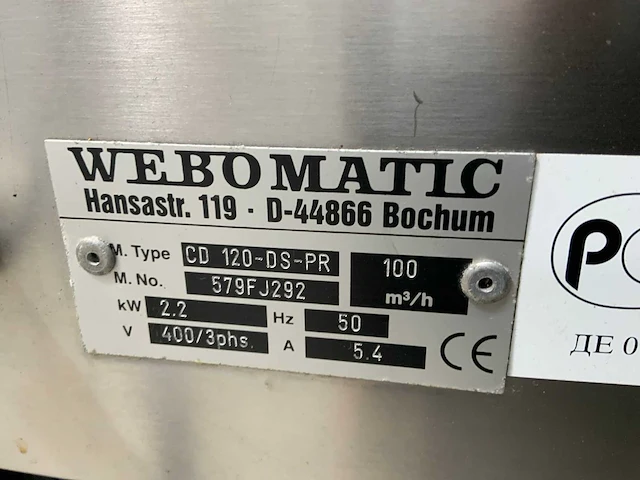 WEBOMATIC
Hansastr. 119 · D-44866 Bochum
M. Type CD 120-DS-PR 100
M. No. 579FJ292 m³/h
kW 2.2 Hz 50
V 400/3phs. A 5.4 CE
ДЕ 0